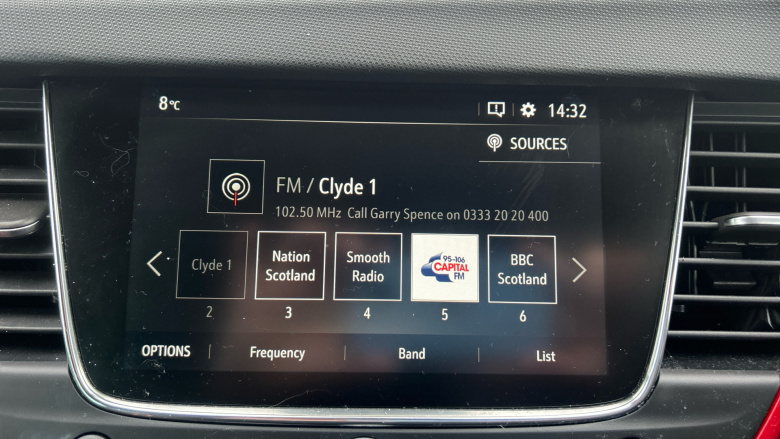 8°C
14:32
SOURCES
FM / Clyde 1
102.50 MHz Call Garry Spence on 0333 20 20 400
Clyde 1
Nation
Scotland
Smooth
Radio
95-106
CAPITAL
FM
BBC
Scotland
2
3
4
5
6
OPTIONS
Frequency
Band
List